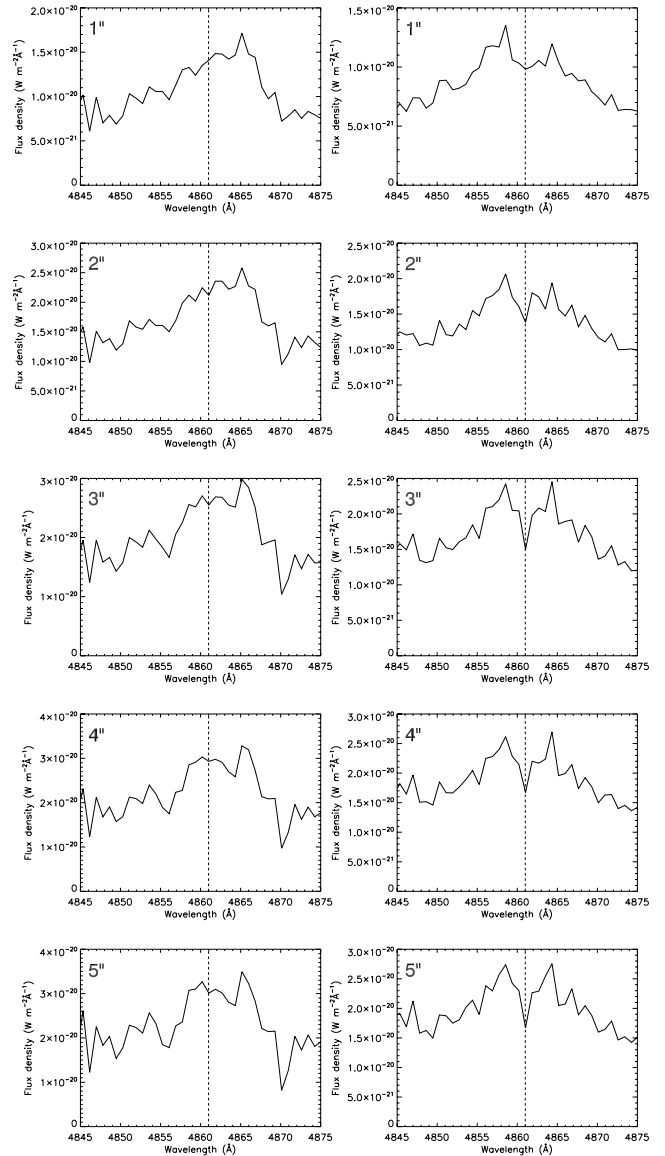 1"
2.0×10⁻²⁰
1.5×10⁻²⁰
1.0×10⁻²⁰
5.0×10⁻²¹
0
Flux density (W m⁻²Å⁻¹)
4845 4850 4855 4860 4865 4870 4875
Wavelength (Å)
1"
1.5×10⁻²⁰
1.0×10⁻²⁰
5.0×10⁻²¹
0
Flux density (W m⁻²Å⁻¹)
4845 4850 4855 4860 4865 4870 4875
Wavelength (Å)
2"
3.0×10⁻²⁰
2.5×10⁻²⁰
2.0×10⁻²⁰
1.5×10⁻²⁰
1.0×10⁻²⁰
5.0×10⁻²¹
0
Flux density (W m⁻²Å⁻¹)
4845 4850 4855 4860 4865 4870 4875
Wavelength (Å)
2"
2.5×10⁻²⁰
2.0×10⁻²⁰
1.5×10⁻²⁰
1.0×10⁻²⁰
5.0×10⁻²¹
0
Flux density (W m⁻²Å⁻¹)
4845 4850 4855 4860 4865 4870 4875
Wavelength (Å)
3"
3×10⁻²⁰
2×10⁻²⁰
1×10⁻²⁰
0
Flux density (W m⁻²Å⁻¹)
4845 4850 4855 4860 4865 4870 4875
Wavelength (Å)
3"
2.5×10⁻²⁰
2.0×10⁻²⁰
1.5×10⁻²⁰
1.0×10⁻²⁰
5.0×10⁻²¹
0
Flux density (W m⁻²Å⁻¹)
4845 4850 4855 4860 4865 4870 4875
Wavelength (Å)
4"
4×10⁻²⁰
3×10⁻²⁰
2×10⁻²⁰
1×10⁻²⁰
0
Flux density (W m⁻²Å⁻¹)
4845 4850 4855 4860 4865 4870 4875
Wavelength (Å)
4"
3.0×10⁻²⁰
2.5×10⁻²⁰
2.0×10⁻²⁰
1.5×10⁻²⁰
1.0×10⁻²⁰
5.0×10⁻²¹
0
Flux density (W m⁻²Å⁻¹)
4845 4850 4855 4860 4865 4870 4875
Wavelength (Å)
5"
4×10⁻²⁰
3×10⁻²⁰
2×10⁻²⁰
1×10⁻²⁰
0
Flux density (W m⁻²Å⁻¹)
4845 4850 4855 4860 4865 4870 4875
Wavelength (Å)
5"
3.0×10⁻²⁰
2.5×10⁻²⁰
2.0×10⁻²⁰
1.5×10⁻²⁰
1.0×10⁻²⁰
5.0×10⁻²¹
0
Flux density (W m⁻²Å⁻¹)
4845 4850 4855 4860 4865 4870 4875
Wavelength (Å)